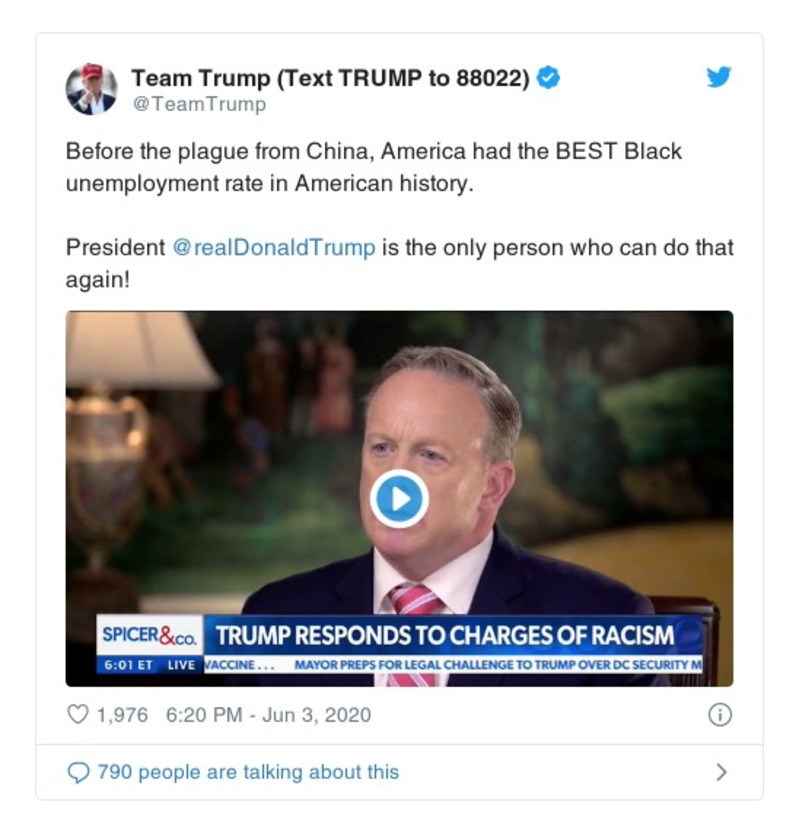 Team Trump (Text TRUMP to 88022)
@TeamTrump
Before the plague from China, America had the BEST Black
unemployment rate in American history.
President @realDonaldTrump is the only person who can do that
again!
SPICER&CO.
TRUMP RESPONDS TO CHARGES OF RACISM
6:01 ET LIVE
VACCINE... MAYOR PREPS FOR LEGAL CHALLENGE TO TRUMP OVER DC SECURITY M
1,976 6:20 PM - Jun 3, 2020
790 people are talking about this